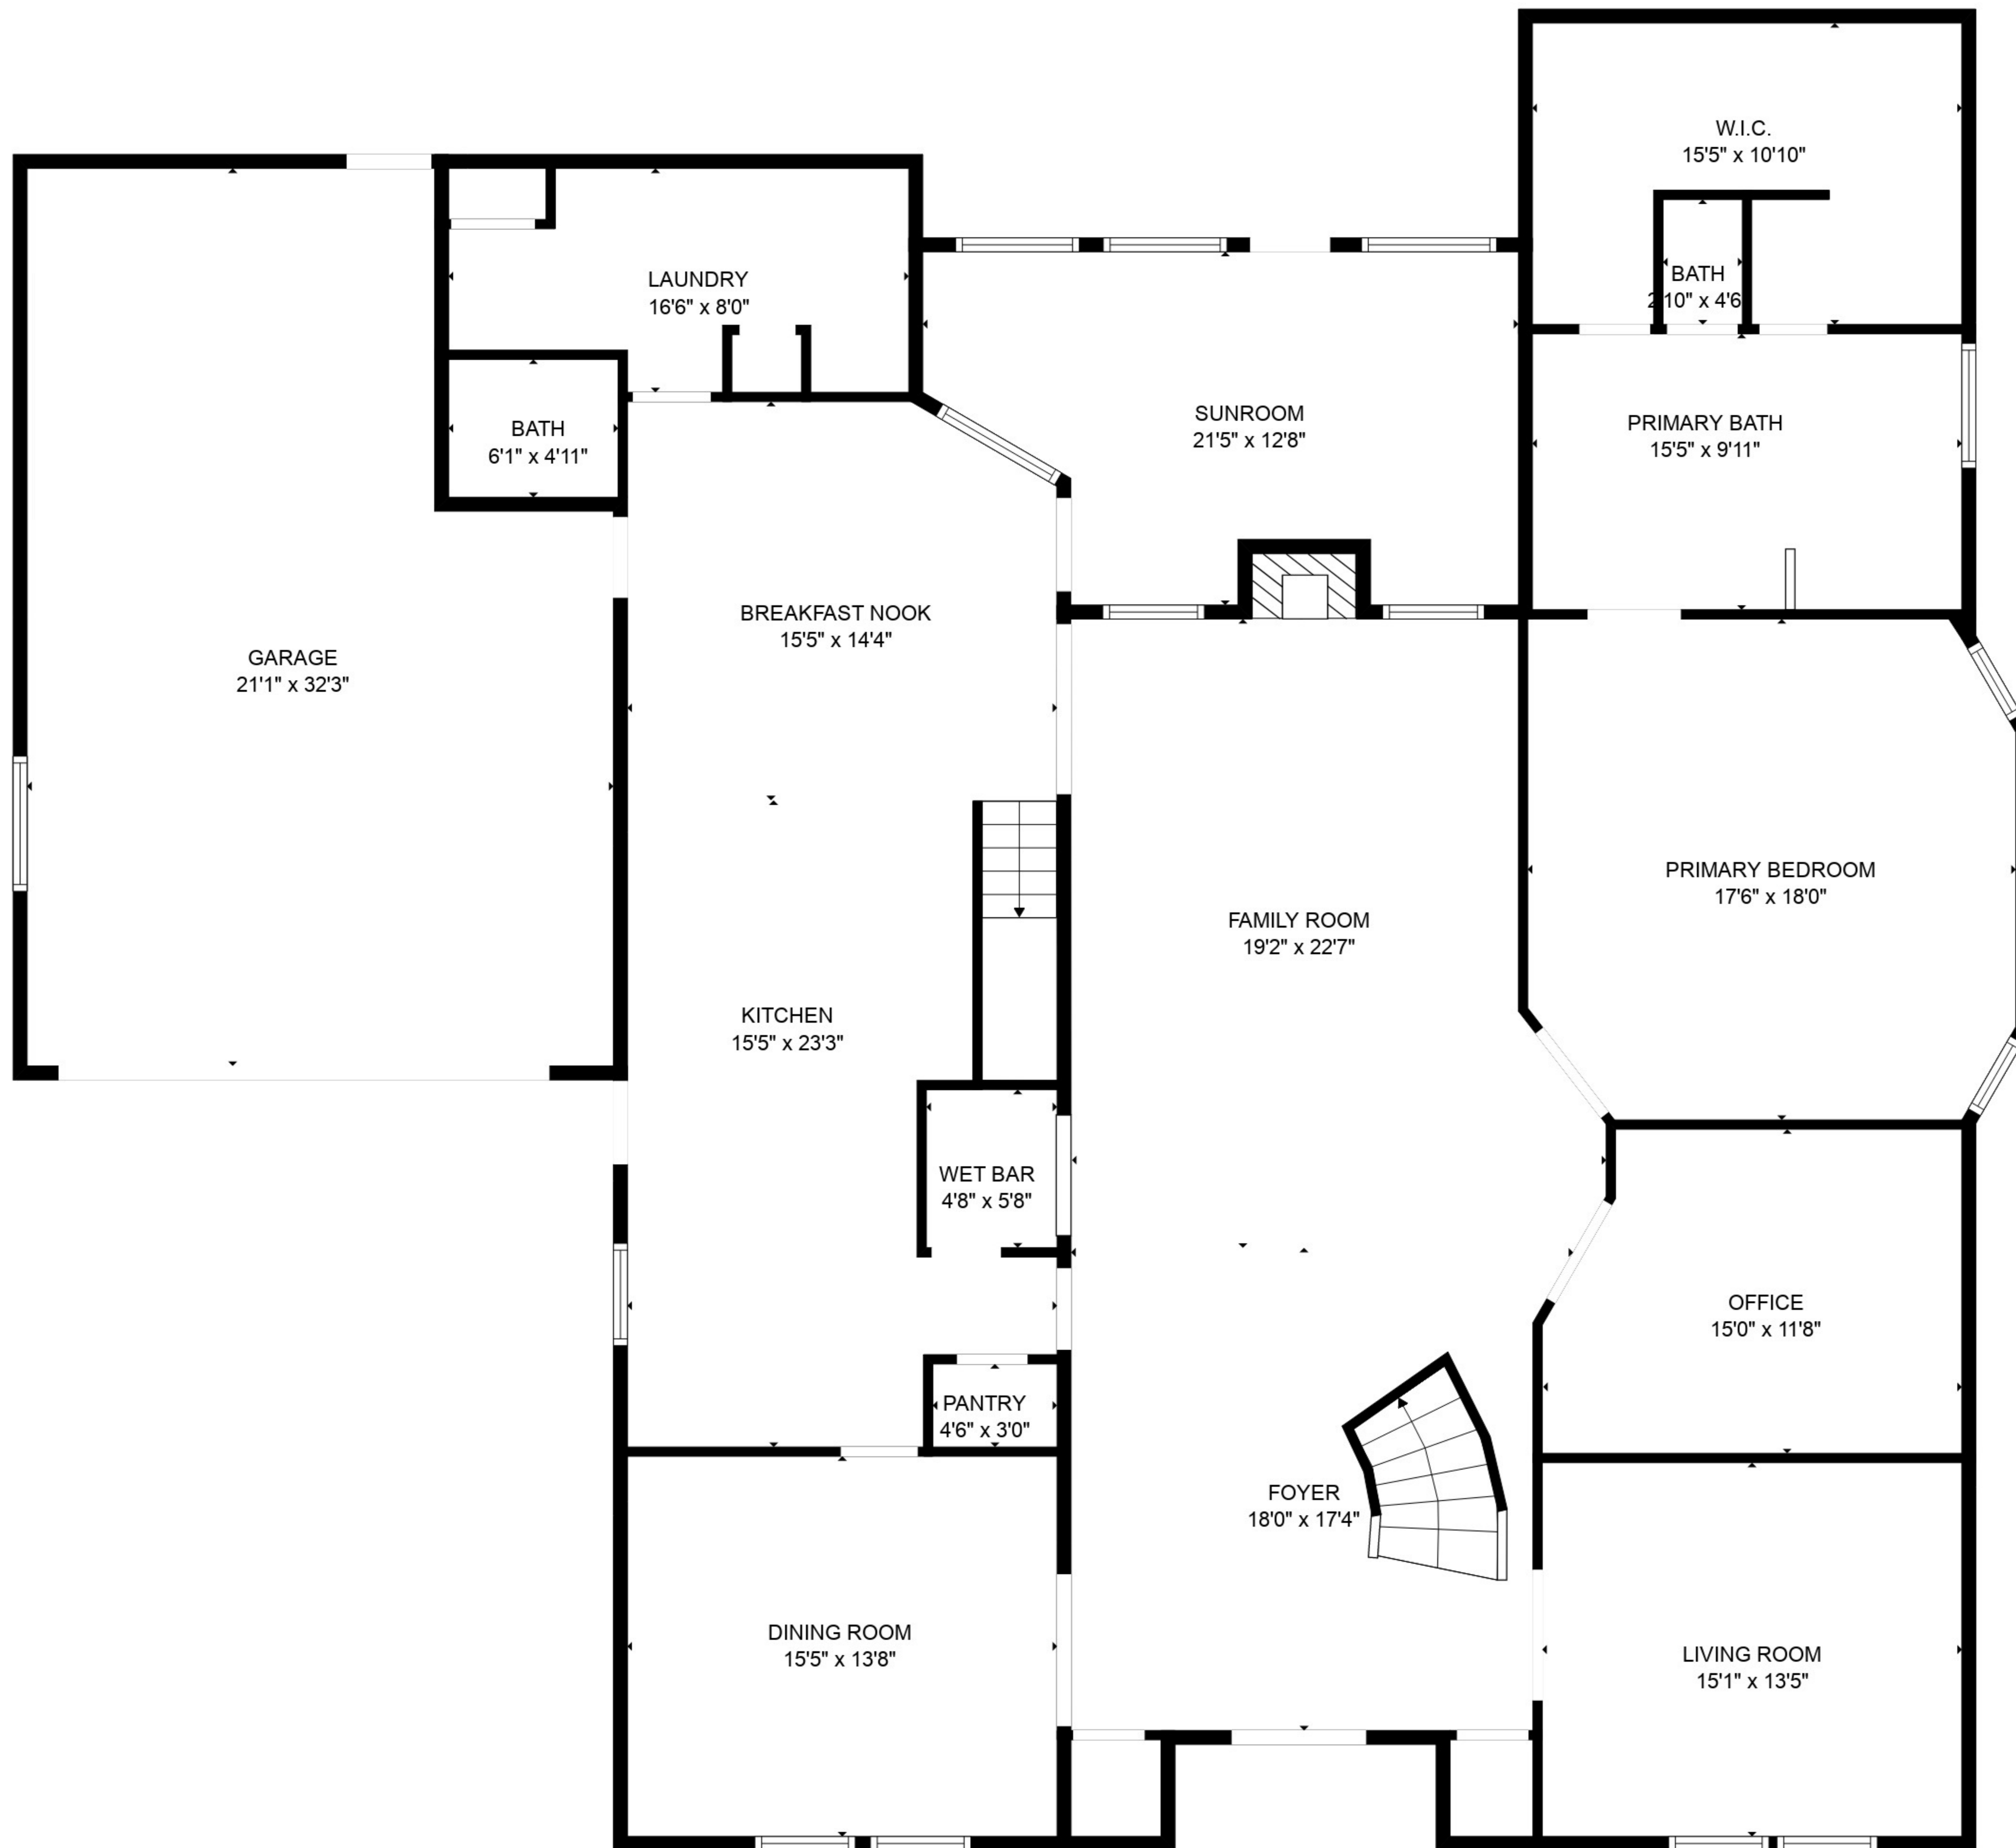 W.I.C.
15'5" x 10'10"
LAUNDRY
16'6" x 8'0"
BATH
2'10" x 4'6
BATH
6'1" x 4'11"
SUNROOM
21'5" x 12'8"
PRIMARY BATH
15'5" x 9'11"
BREAKFAST NOOK
15'5" x 14'4"
GARAGE
21'1" x 32'3"
PRIMARY BEDROOM
17'6" x 18'0"
FAMILY ROOM
19'2" x 22'7"
KITCHEN
15'5" x 23'3"
WET BAR
4'8" x 5'8"
OFFICE
15'0" x 11'8"
PANTRY
4'6" x 3'0"
FOYER
18'0" x 17'4"
DINING ROOM
15'5" x 13'8"
LIVING ROOM
15'1" x 13'5"